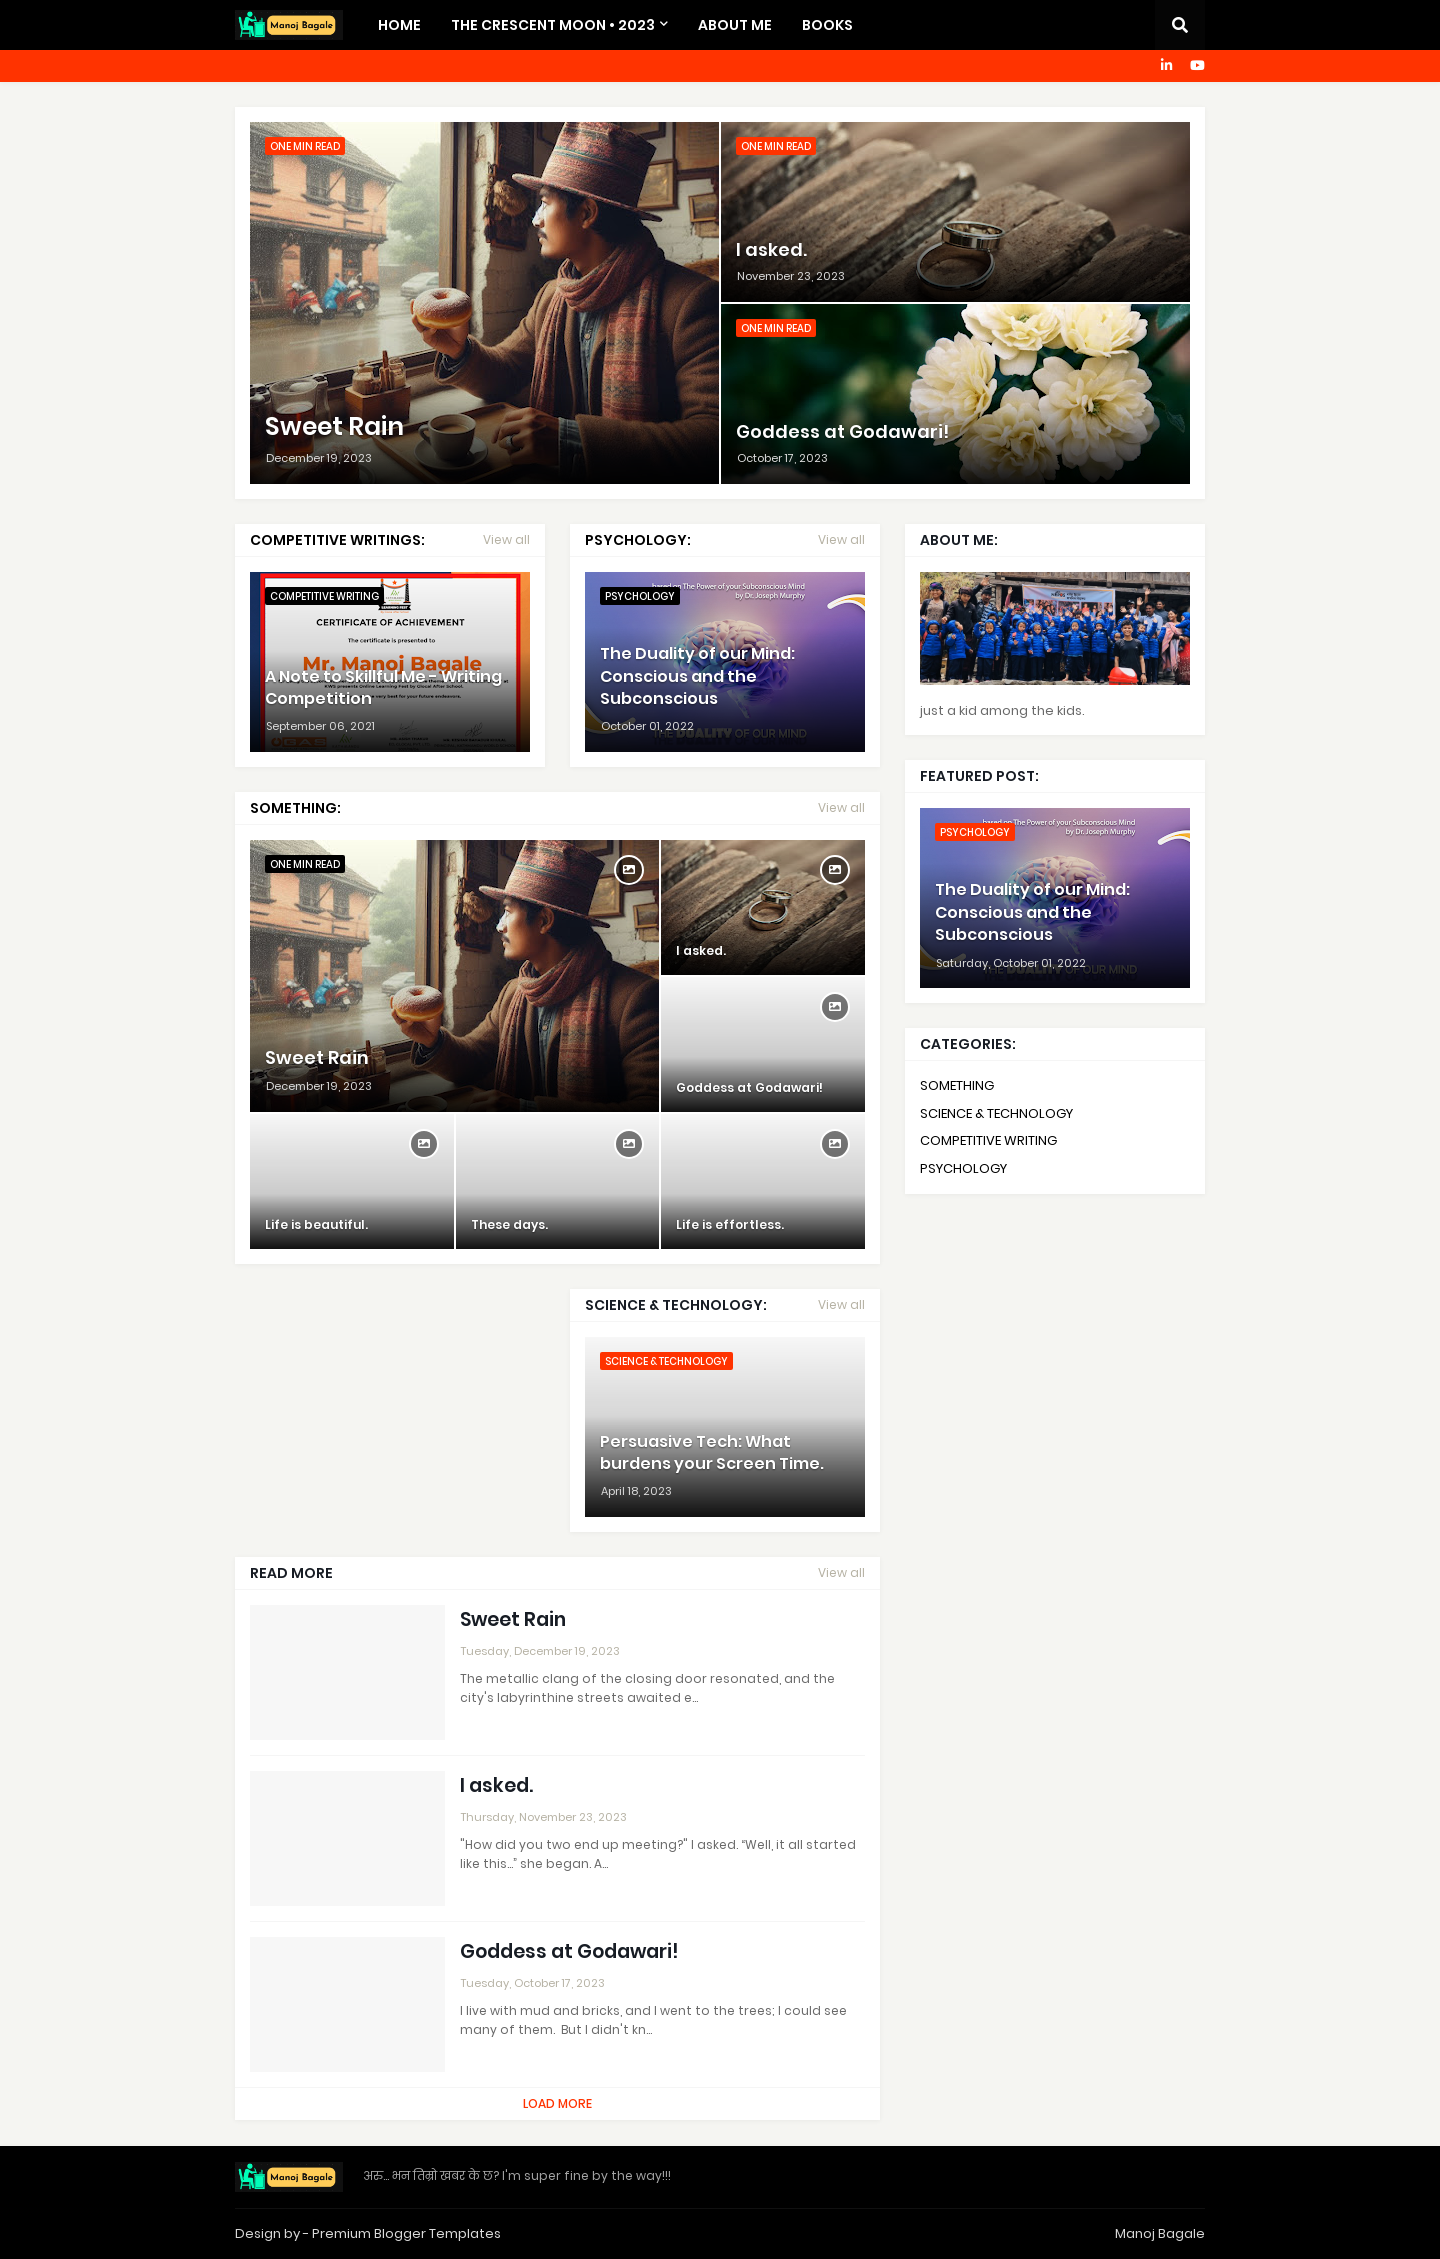 Manoj Bagale
HOME
THE CRESCENT MOON • 2023
ABOUT ME
BOOKS
ONE MIN READ
Sweet Rain
December 19, 2023
ONE MIN READ
I asked.
November 23, 2023
ONE MIN READ
Goddess at Godawari!
October 17, 2023
COMPETITIVE WRITINGS:
View all
COMPETITIVE WRITING
LEARNING FEST
CERTIFICATE OF ACHIEVEMENT
The certificate is presented to
Mr. Manoj Bagale
A Note to Skillful Me - Writing
Competition
September 06, 2021
PSYCHOLOGY:
View all
based on The Power of your Subconscious Mind
by Dr. Joseph Murphy
PSYCHOLOGY
The Duality of our Mind:
Conscious and the
Subconscious
October 01, 2022
THE DUALITY OF OUR MIND
ABOUT ME:
just a kid among the kids.
FEATURED POST:
based on The Power of your Subconscious Mind
by Dr. Joseph Murphy
PSYCHOLOGY
The Duality of our Mind:
Conscious and the
Subconscious
Saturday, October 01, 2022
THE DUALITY OF OUR MIND
CATEGORIES:
SOMETHING
SCIENCE & TECHNOLOGY
COMPETITIVE WRITING
PSYCHOLOGY
SOMETHING:
View all
ONE MIN READ
Sweet Rain
December 19, 2023
I asked.
Goddess at Godawari!
Life is beautiful.
These days.
Life is effortless.
SCIENCE & TECHNOLOGY:
View all
SCIENCE & TECHNOLOGY
Persuasive Tech: What
burdens your Screen Time.
April 18, 2023
READ MORE
View all
Sweet Rain
Tuesday, December 19, 2023
The metallic clang of the closing door resonated, and the
city's labyrinthine streets awaited e...
I asked.
Thursday, November 23, 2023
"How did you two end up meeting?" I asked. “Well, it all started
like this...” she began. A...
Goddess at Godawari!
Tuesday, October 17, 2023
I live with mud and bricks, and I went to the trees; I could see
many of them.  But I didn't kn...
LOAD MORE
Manoj Bagale
अरु... भन तिम्रो खबर के छ? I'm super fine by the way!!!
Design by - Premium Blogger Templates
Manoj Bagale